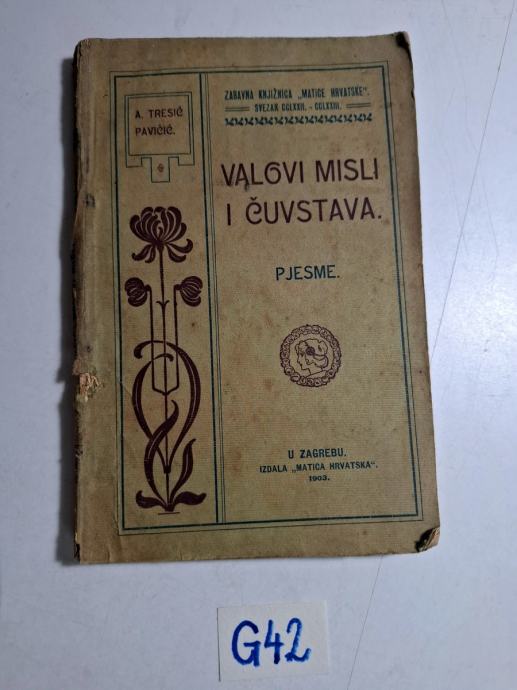 A. TRESIĆ
PAVIČIĆ.
ZABAVNA KNJIŽNICA „MATICE HRVATSKE“.
SVEZAK CCLXXII. - CCLXXIII.
VALOVI MISLI
I ČUVSTAVA.
PJESME.
U ZAGREBU.
IZDALA „MATICA HRVATSKA“.
1903.
G42